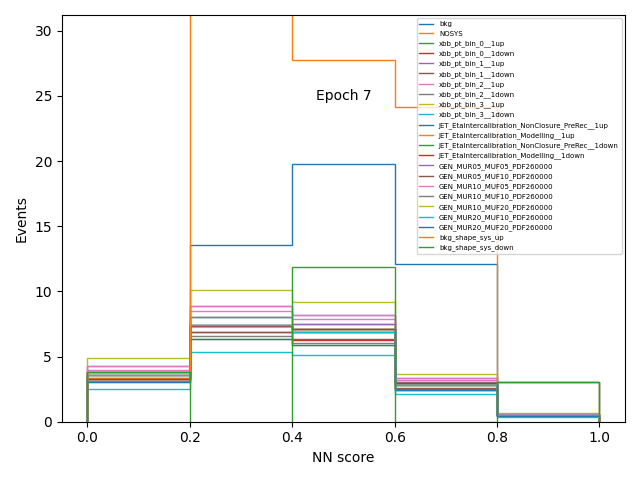 30
25
20
15
10
5
0
Events
Epoch 7
bkg
NOSYS
xbb_pt_bin_0__1up
xbb_pt_bin_0__1down
xbb_pt_bin_1__1up
xbb_pt_bin_1__1down
xbb_pt_bin_2__1up
xbb_pt_bin_2__1down
xbb_pt_bin_3__1up
xbb_pt_bin_3__1down
JET_EtaIntercalibration_NonClosure_PreRec__1up
JET_EtaIntercalibration_Modelling__1up
JET_EtaIntercalibration_NonClosure_PreRec__1down
JET_EtaIntercalibration_Modelling__1down
GEN_MUR05_MUF05_PDF260000
GEN_MUR05_MUF10_PDF260000
GEN_MUR10_MUF05_PDF260000
GEN_MUR10_MUF10_PDF260000
GEN_MUR10_MUF20_PDF260000
GEN_MUR20_MUF10_PDF260000
GEN_MUR20_MUF20_PDF260000
bkg_shape_sys_up
bkg_shape_sys_down
0.0 0.2 0.4 0.6 0.8 1.0
NN score